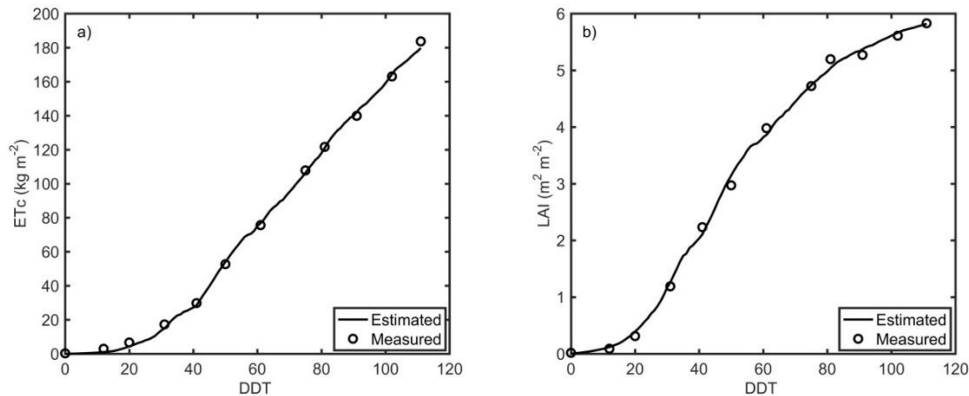 a)
200
180
160
140
120
100
80
60
40
20
0
ETc (kg m-2)
0 20 40 60 80 100 120
DDT
Estimated
Measured
b)
6
5
4
3
2
1
0
LAI (m2 m-2)
0 20 40 60 80 100 120
DDT
Estimated
Measured